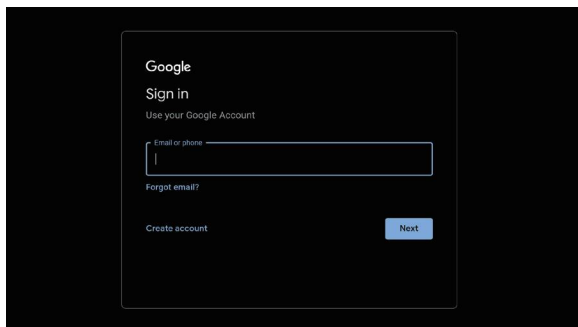 Google
Sign in
Use your Google Account
Email or phone
Forgot email?
Create account
Next